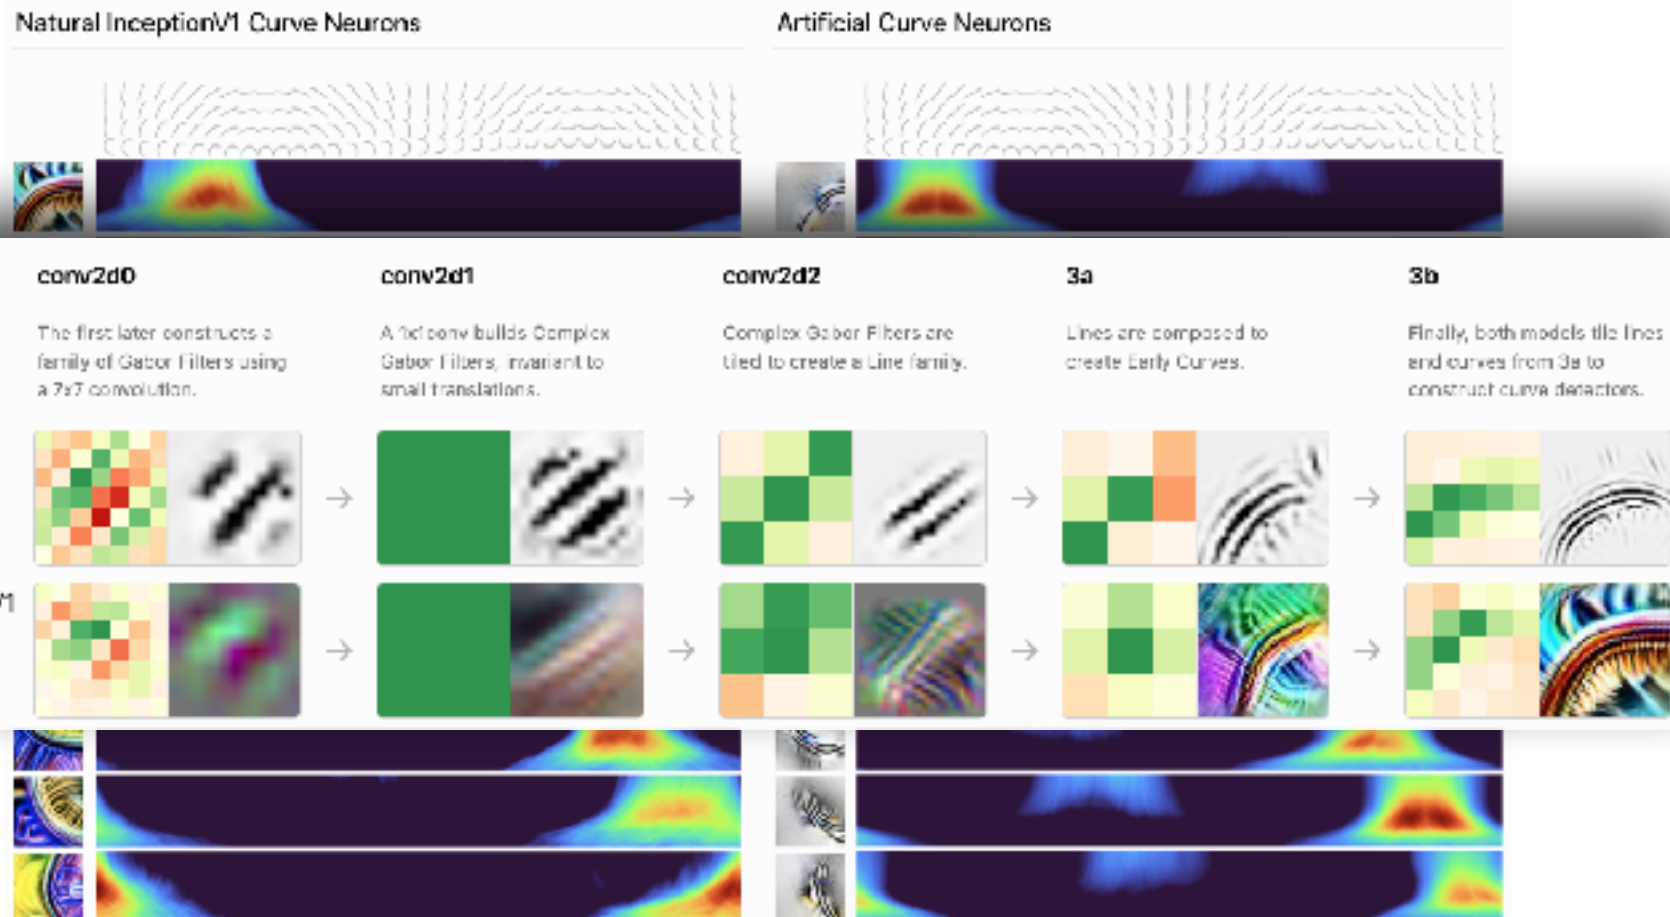 Natural InceptionV1 Curve Neurons
Artificial Curve Neurons
conv2d0
The first later constructs a
family of Gabor Filters using
a 7x7 convolution.
conv2d1
A 1x1 conv builds Complex
Gabor Filters, invariant to
small translations.
conv2d2
Complex Gabor Filters are
tiled to create a Line family.
3a
Lines are composed to
create Early Curves.
3b
Finally, both models tile lines
and curves from 3a to
construct curve detectors.